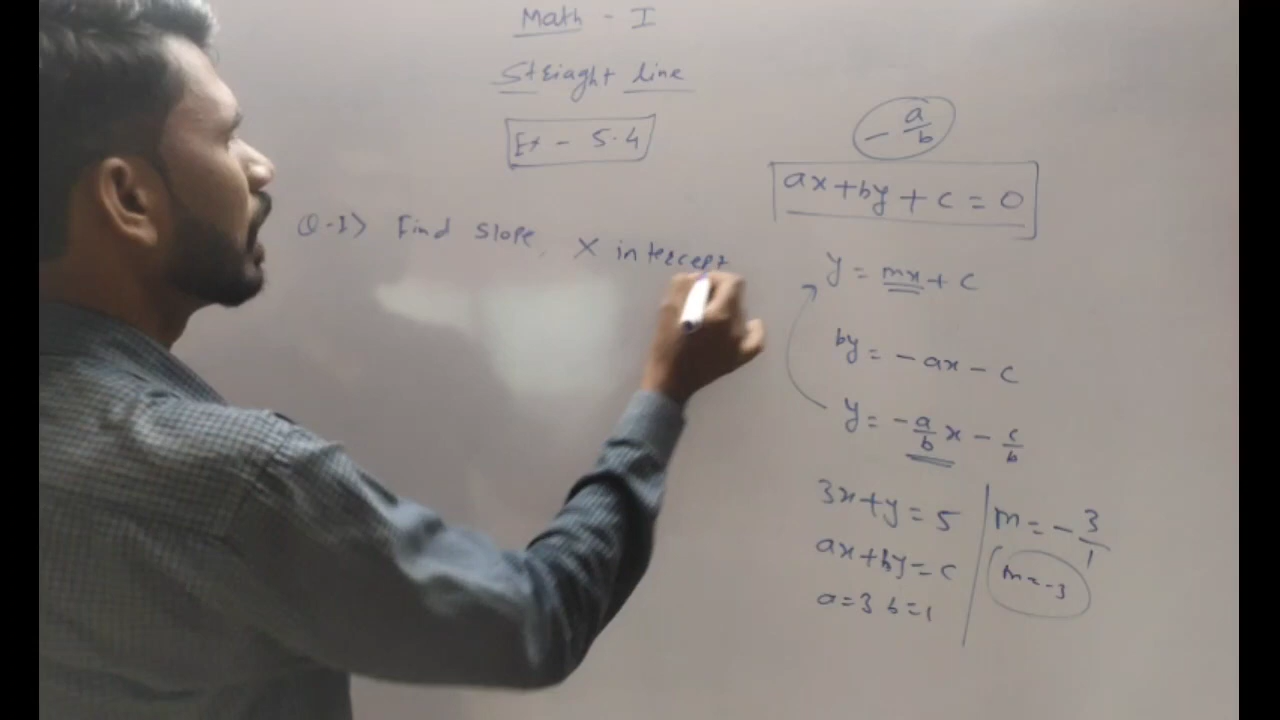 Math - I
Streiaght line
Ex - 5.4
Q-1> Find slope, X intercept
- a/b
ax+by+c=0
y = mx+c
by = -ax-c
y = -a/b x - c/b
3x+y=5
ax+by=c
a=3 b=1
m = -3/1
m=-3